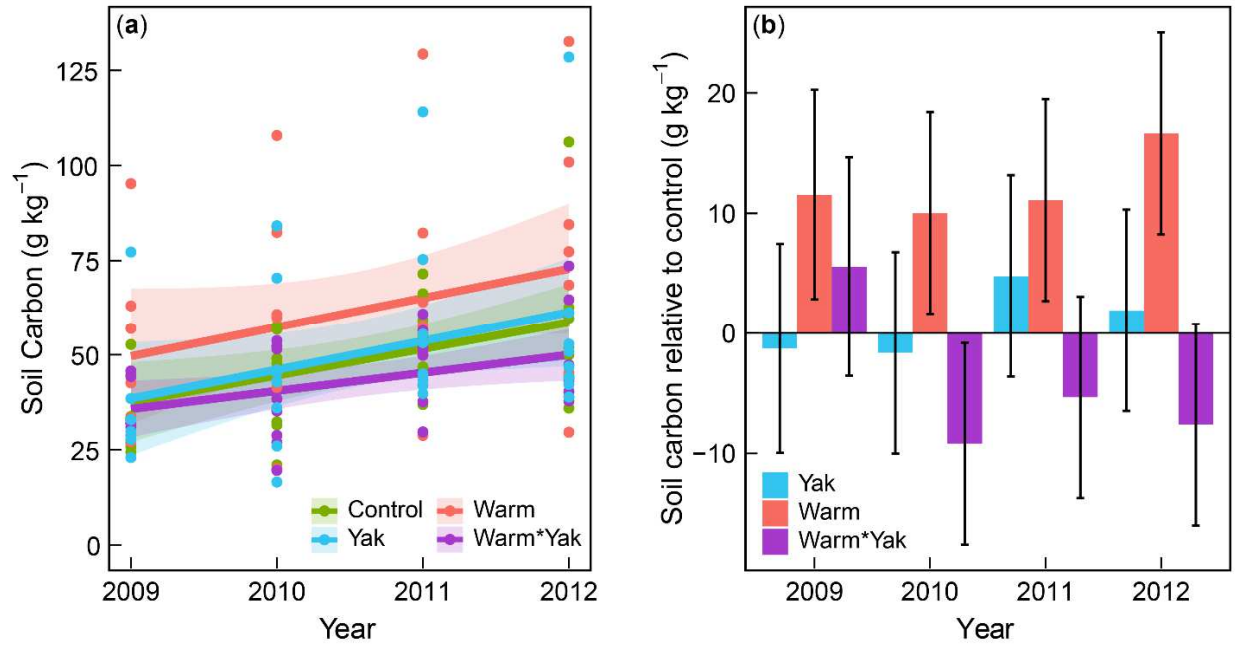 (a)
Soil Carbon (g kg⁻¹)
125
100
75
50
25
0
Control
Warm
Yak
Warm*Yak
2009
2010
2011
2012
Year
(b)
Soil carbon relative to control (g kg⁻¹)
20
10
0
−10
Yak
Warm
Warm*Yak
2009
2010
2011
2012
Year